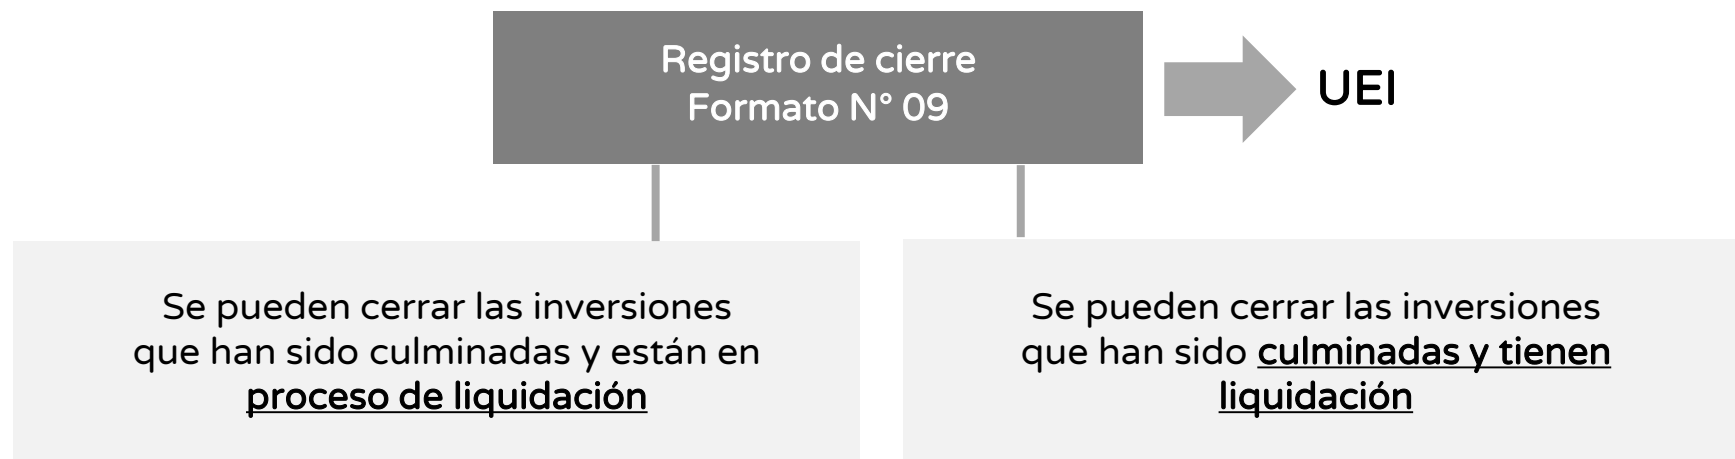 Registro de cierre
Formato N° 09
UEI
Se pueden cerrar las inversiones
que han sido culminadas y están en
proceso de liquidación
Se pueden cerrar las inversiones
que han sido culminadas y tienen
liquidación